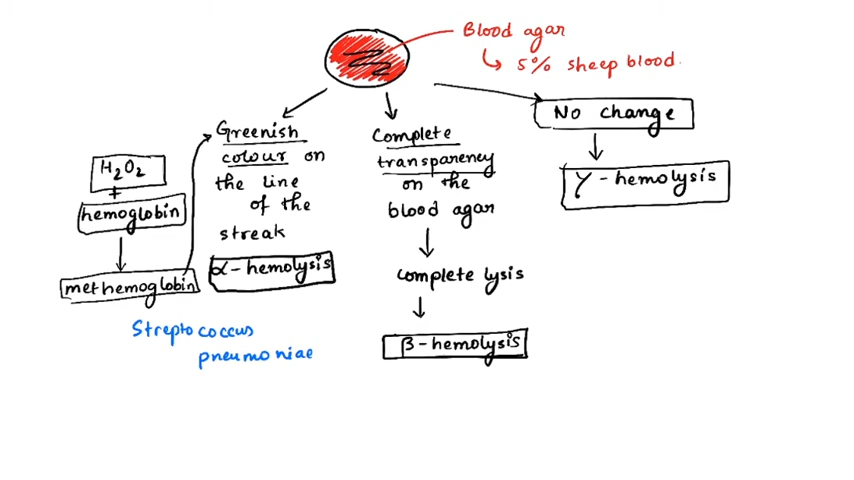 Blood agar
↳ 5% sheep blood.
Greenish
colour on
the line
of the
streak
α-hemolysis
H2O2
+
hemoglobin
methemoglobin
Streptococcus
pneumoniae
Complete
transparency
on the
blood agar
complete lysis
β-hemolysis
No change
γ-hemolysis